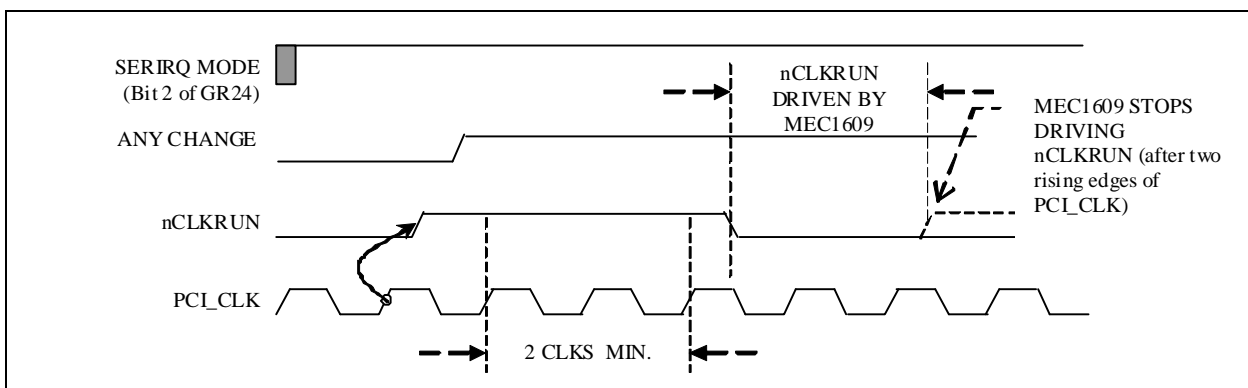 SERIRQ MODE
(Bit 2 of GR24)
nCLKRUN
DRIVEN BY
MEC1609
MEC1609 STOPS
DRIVING
nCLKRUN (after two
rising edges of
PCI_CLK)
ANY CHANGE
nCLKRUN
PCI_CLK
2 CLKS MIN.